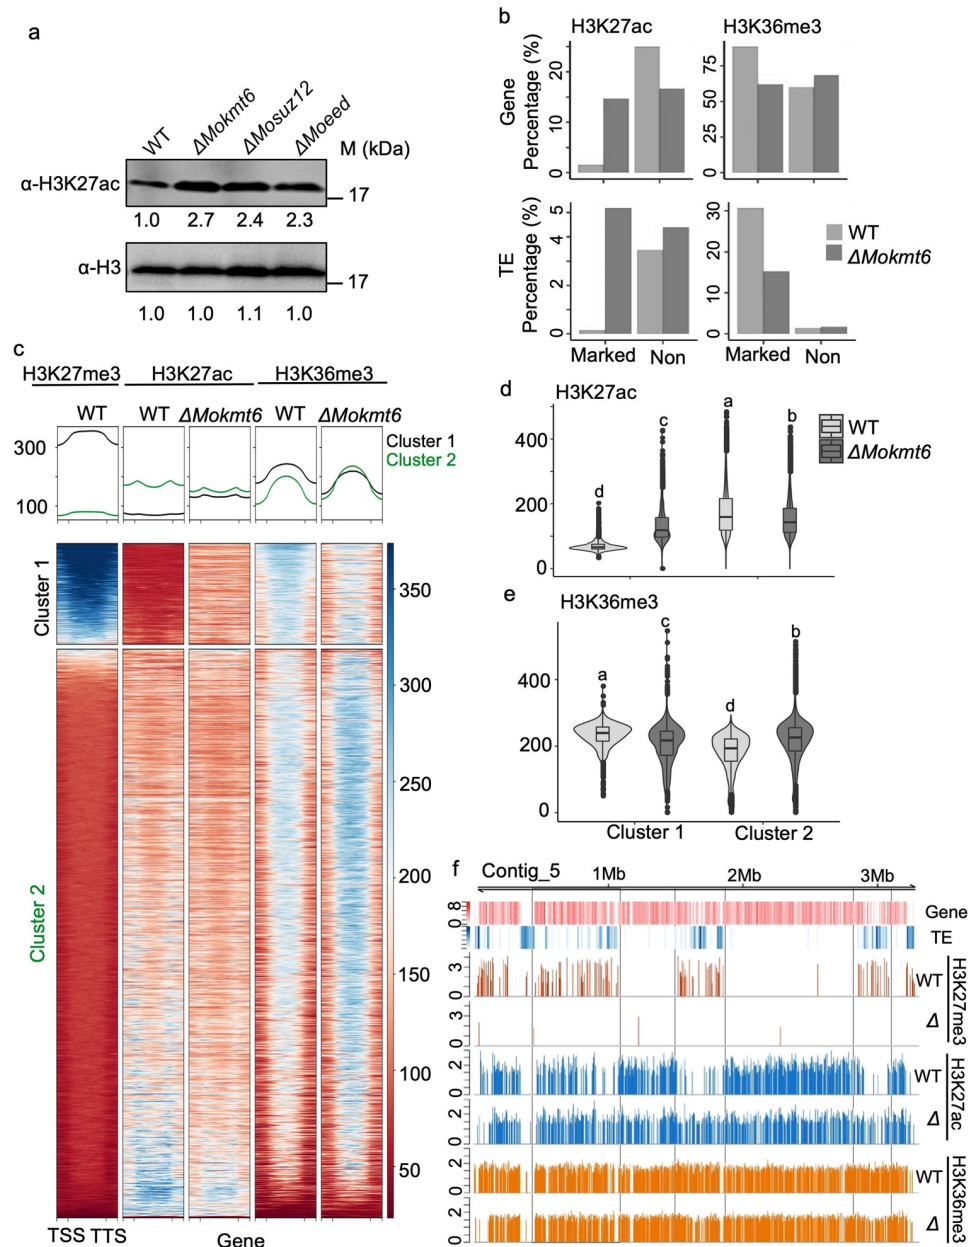 a
WT
ΔMokmt6
ΔMosuz12
ΔMoeed
M (kDa)
α-H3K27ac
17
1.0 2.7 2.4 2.3
α-H3
17
1.0 1.0 1.1 1.0
b
H3K27ac
H3K36me3
Gene
Percentage (%)
0 10 20
0 25 50 75
TE
Percentage (%)
0 2 4 5
0 10 20 30
WT
ΔMokmt6
Marked Non
Marked Non
c
H3K27me3 H3K27ac H3K36me3
WT WT ΔMokmt6 WT ΔMokmt6
300
100
Cluster 1
Cluster 2
Cluster 1
Cluster 2
350
300
250
200
150
100
50
TSS TTS
Gene
d
H3K27ac
400
200
0
d c a b
WT
ΔMokmt6
e
H3K36me3
400
200
0
a c d b
Cluster 1 Cluster 2
f
Contig_5 1Mb 2Mb 3Mb
0 8
Gene
TE
0 3
WT
0 3
Δ
H3K27me3
0 2
WT
0 2
Δ
H3K27ac
0 2
WT
0 2
Δ
H3K36me3